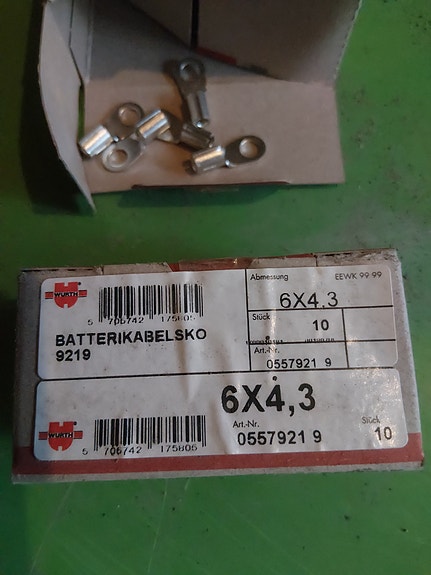 WÜRTH
5 706742 175805
BATTERIKABELSKO
9219
Abmessung EEWK 99-99
6X4,3
Stück
10
Art.-Nr.
0557921 9
WÜRTH
5 706742 175805
6X4,3
Art.-Nr. Stück
0557921 9 10